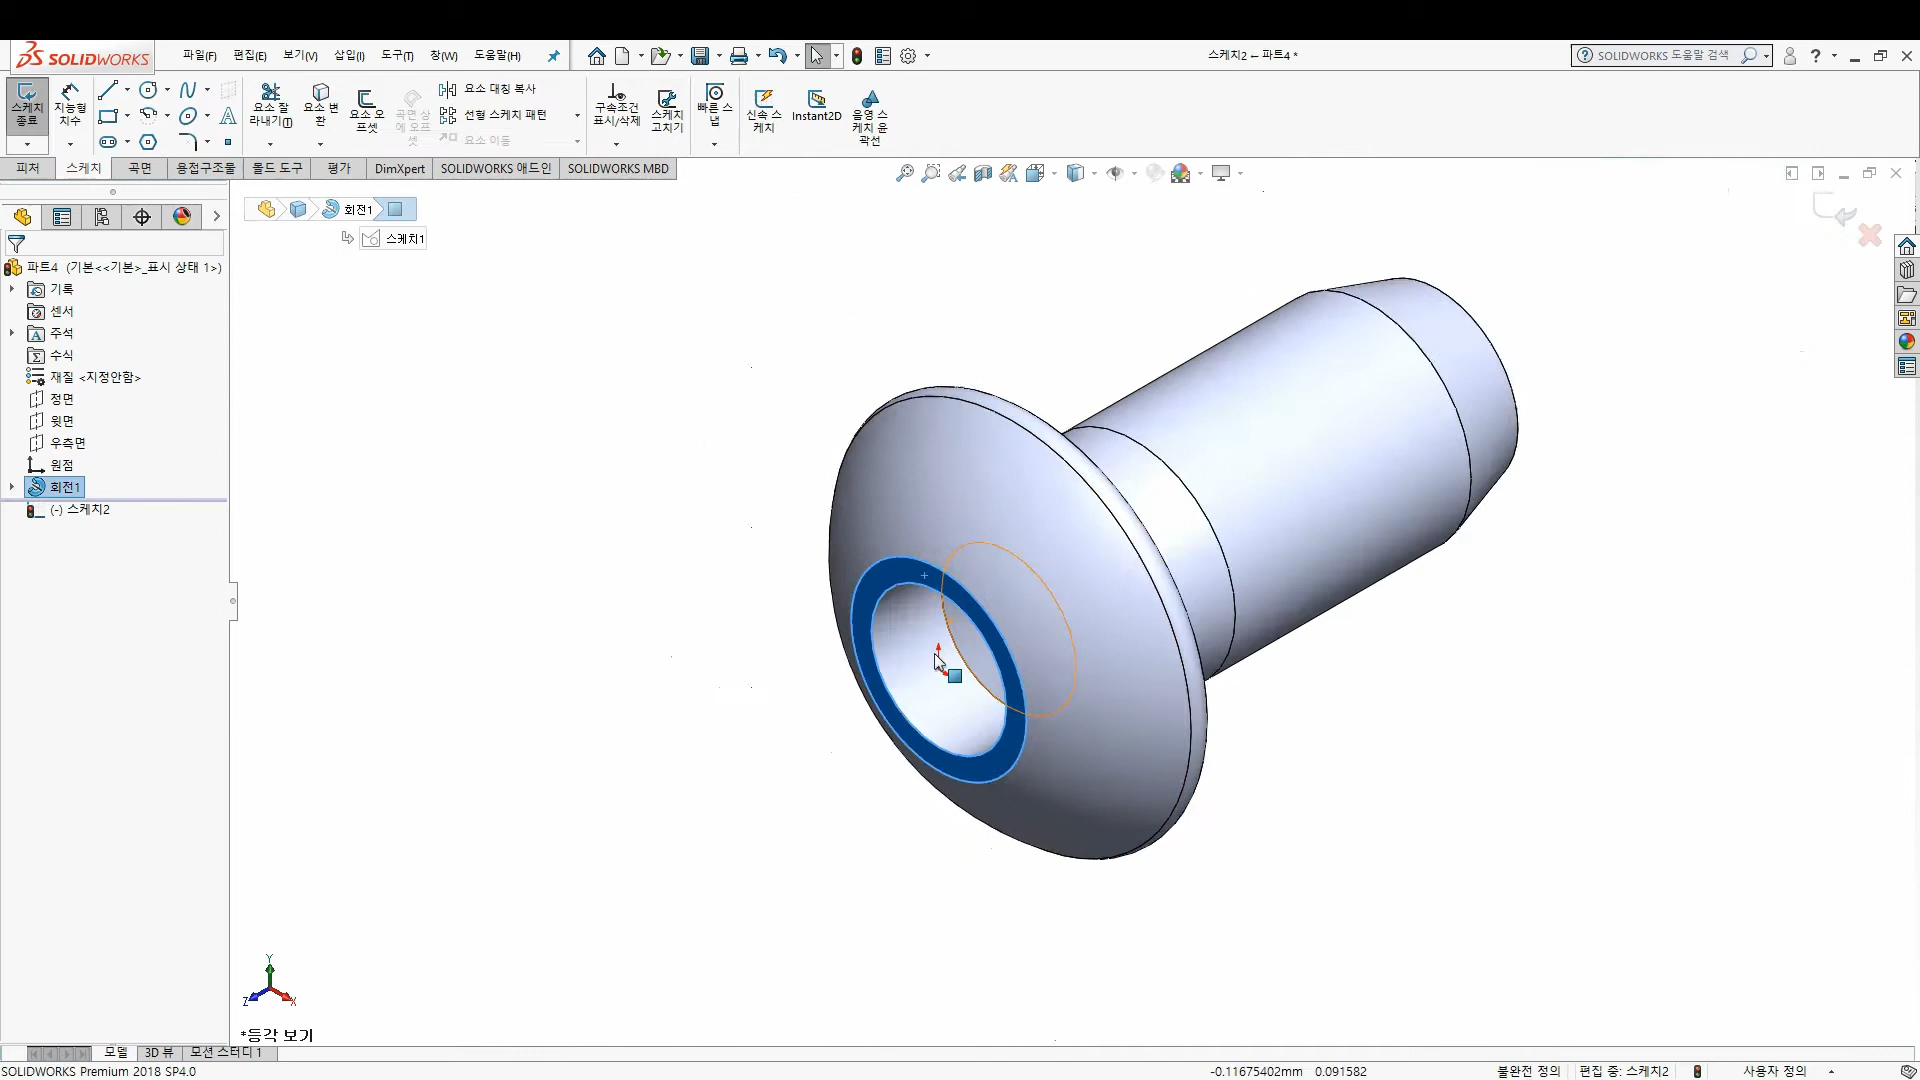 SOLIDWORKS
파일(F) 편집(E) 보기(V) 삽입(I) 도구(T) 창(W) 도움말(H)
스케치2 ← 파트4 *
SOLIDWORKS 도움말 검색
스케치 종료
지능형 치수
요소 잘라내기(T)
요소 변환
요소 오프셋
곡면 상에 오프셋
요소 대칭 복사
선형 스케치 패턴
요소 이동
구속조건 표시/삭제
스케치 고치기
빠른 스냅
신속 스케치
Instant2D
음영 스케치 윤곽선
피처 스케치 곡면 용접구조물 몰드 도구 평가 DimXpert SOLIDWORKS 애드인 SOLIDWORKS MBD
회전1
스케치1
파트4 (기본<<기본>_표시 상태 1>)
기록
센서
주석
수식
재질 <지정안함>
정면
윗면
우측면
원점
회전1
(-) 스케치2
Y
Z
X
*등각 보기
모델 3D 뷰 모션 스터디 1
SOLIDWORKS Premium 2018 SP4.0
-0.11675402mm 0.091582
불완전 정의
편집 중: 스케치2
사용자 정의